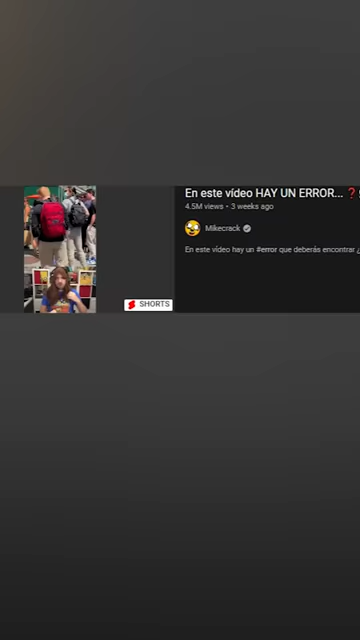 En este vídeo HAY UN ERROR... ❓
4.5M views • 3 weeks ago
Mikecrack
En este vídeo hay un #error que deberás encontrar ¿
SHORTS